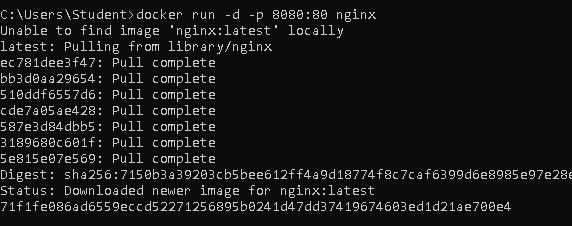 C:\Users\Student>docker run -d -p 8080:80 nginx
Unable to find image 'nginx:latest' locally
latest: Pulling from library/nginx
ec781dee3f47: Pull complete
bb3d0aa29654: Pull complete
510ddf6557d6: Pull complete
cde7a05ae428: Pull complete
587e3d84dbb5: Pull complete
3189680c601f: Pull complete
5e815e07e569: Pull complete
Digest: sha256:7150b3a39203cb5bee612ff4a9d18774f8c7caf6399d6e8985e97e28e
Status: Downloaded newer image for nginx:latest
71f1fe086ad6559eccd52271256895b0241d47dd37419674603ed1d21ae700e4